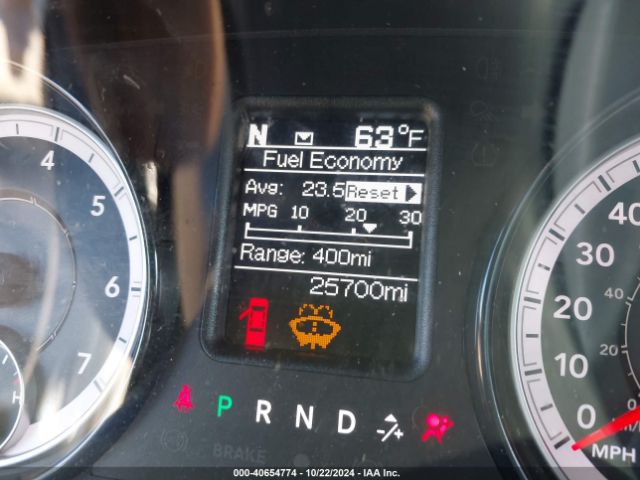 N 63°F
Fuel Economy
Avg: 23.5 Reset
MPG 10 20 30
Range: 400mi
25700mi
P R N D -/+
BRAKE
4
5
6
7
H
40
30
20
10
0
40
20
0
MPH
000-40654774 - 10/22/2024 - IAA Inc.